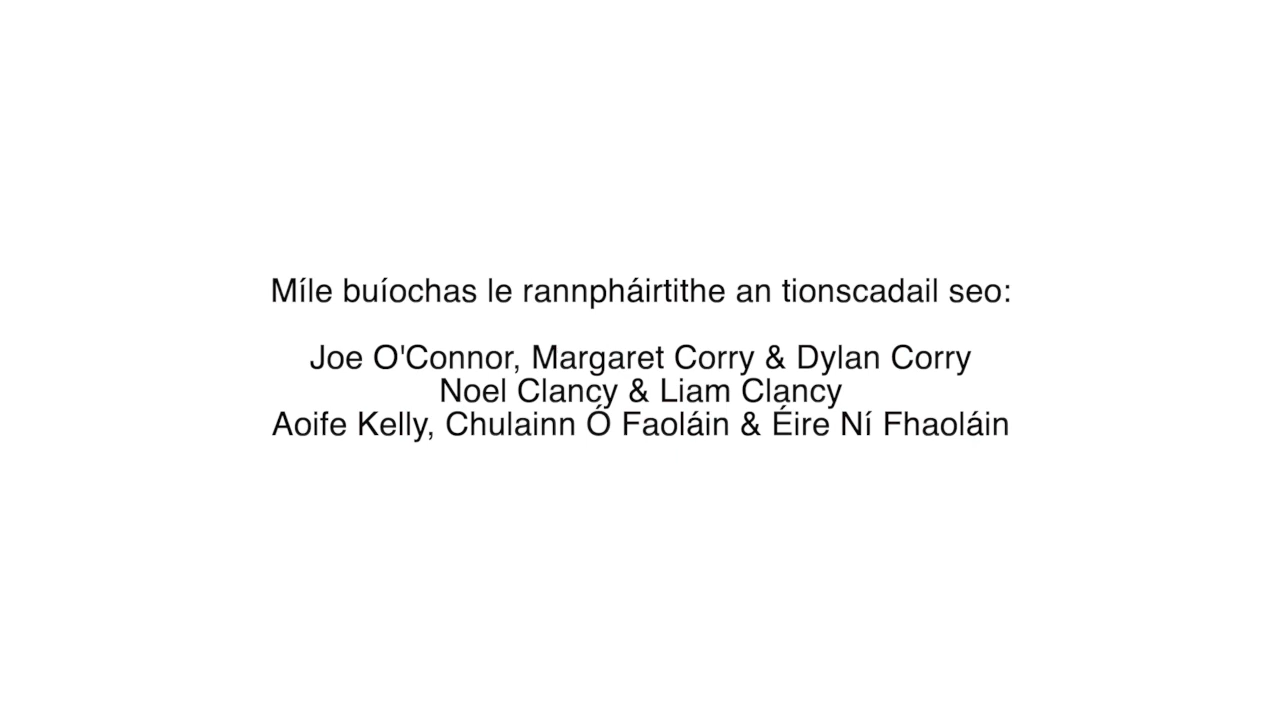 Míle buíochas le rannpháirtithe an tionscadail seo:
Joe O'Connor, Margaret Corry & Dylan Corry
Noel Clancy & Liam Clancy
Aoife Kelly, Chulainn Ó Faoláin & Éire Ní Fhaoláin